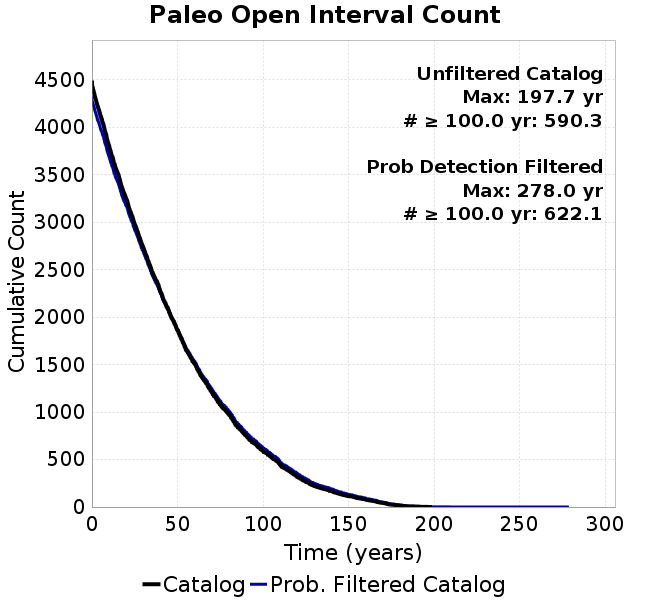 Paleo Open Interval Count
Unfiltered Catalog
Max: 197.7 yr
# ≥ 100.0 yr: 590.3
Prob Detection Filtered
Max: 278.0 yr
# ≥ 100.0 yr: 622.1
Cumulative Count
4500
4000
3500
3000
2500
2000
1500
1000
500
0
0 50 100 150 200 250 300
Time (years)
Catalog Prob. Filtered Catalog